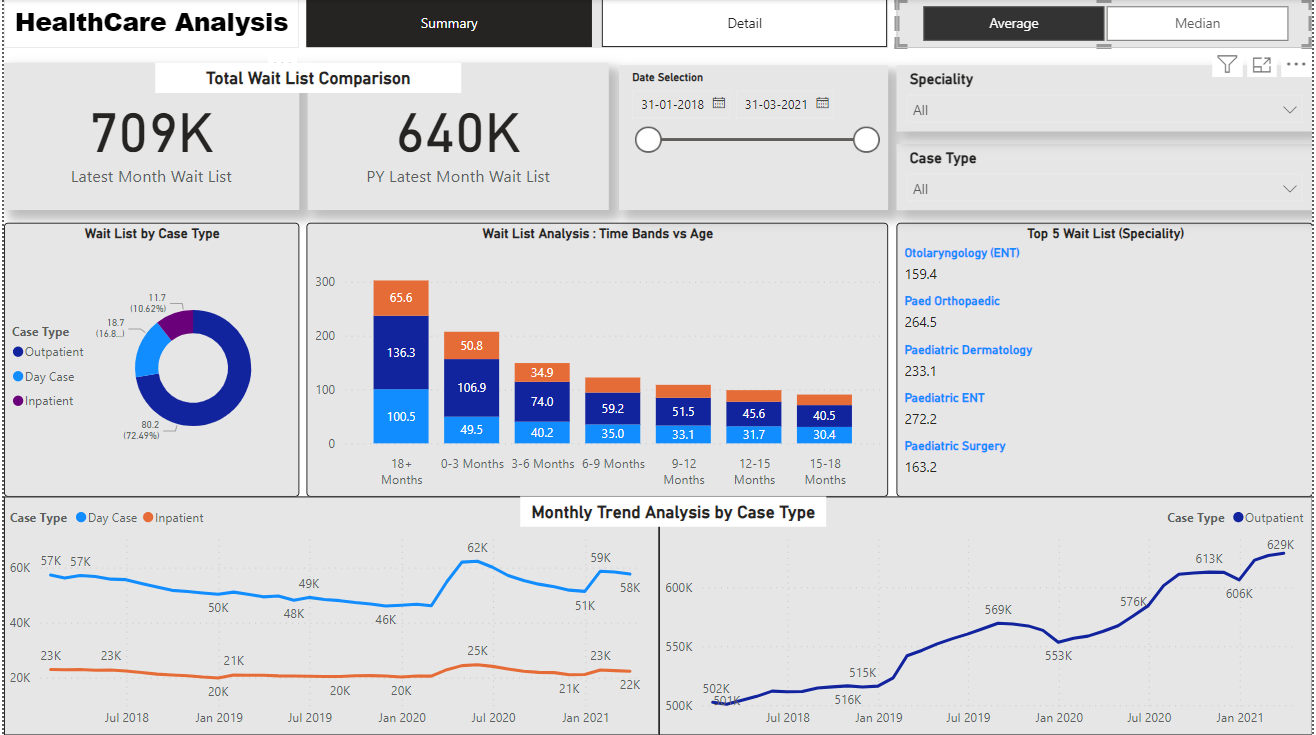 HealthCare Analysis
Summary
Detail
Average
Median
Total Wait List Comparison
709K
Latest Month Wait List
640K
PY Latest Month Wait List
Date Selection
31-01-2018
31-03-2021
Speciality
All
Case Type
All
Wait List by Case Type
11.7
(10.62%)
18.7
(16.8...)
80.2
(72.49%)
Case Type
Outpatient
Day Case
Inpatient
Wait List Analysis : Time Bands vs Age
300
200
100
0
65.6
136.3
100.5
50.8
106.9
49.5
34.9
74.0
40.2
59.2
35.0
51.5
33.1
45.6
31.7
40.5
30.4
18+
Months
0-3 Months
3-6 Months
6-9 Months
9-12
Months
12-15
Months
15-18
Months
Top 5 Wait List (Speciality)
Otolaryngology (ENT)
159.4
Paed Orthopaedic
264.5
Paediatric Dermatology
233.1
Paediatric ENT
272.2
Paediatric Surgery
163.2
Monthly Trend Analysis by Case Type
Case Type Day Case Inpatient
60K
40K
20K
57K
57K
50K
48K
49K
46K
62K
51K
59K
58K
23K
23K
20K
21K
20K
20K
25K
21K
23K
22K
Jul 2018
Jan 2019
Jul 2019
Jan 2020
Jul 2020
Jan 2021
Case Type Outpatient
600K
550K
500K
502K
501K
516K
515K
569K
553K
576K
613K
606K
629K
Jul 2018
Jan 2019
Jul 2019
Jan 2020
Jul 2020
Jan 2021